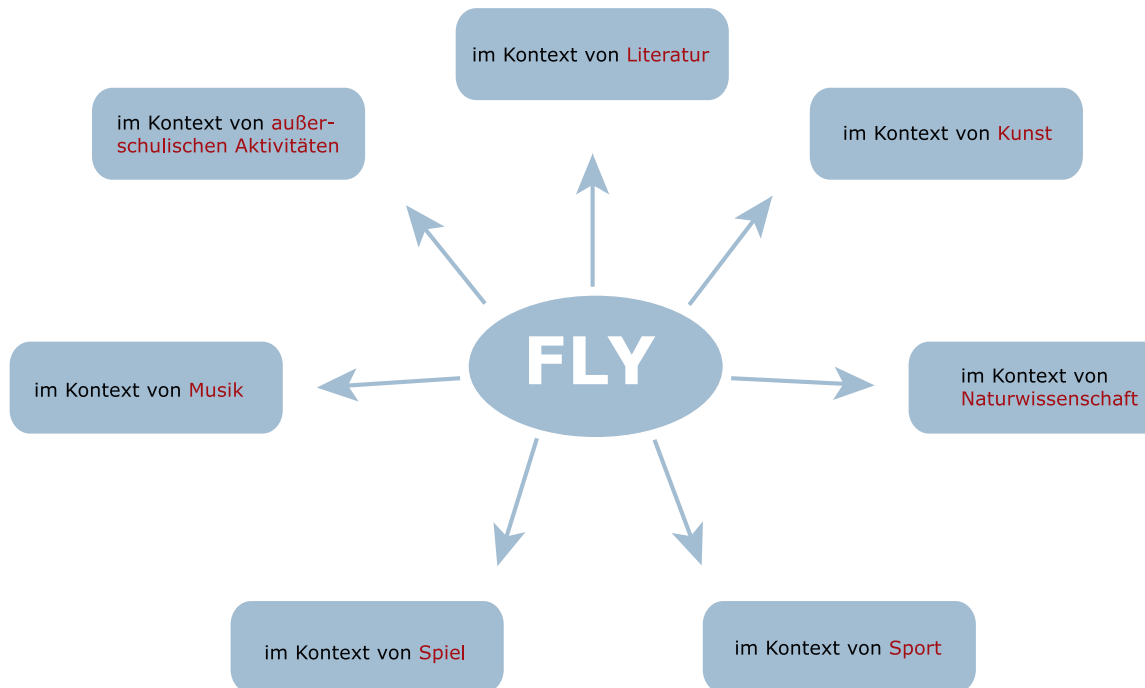 im Kontext von Literatur
im Kontext von außer-
schulischen Aktivitäten
im Kontext von Kunst
FLY
im Kontext von Musik
im Kontext von
Naturwissenschaft
im Kontext von Spiel
im Kontext von Sport